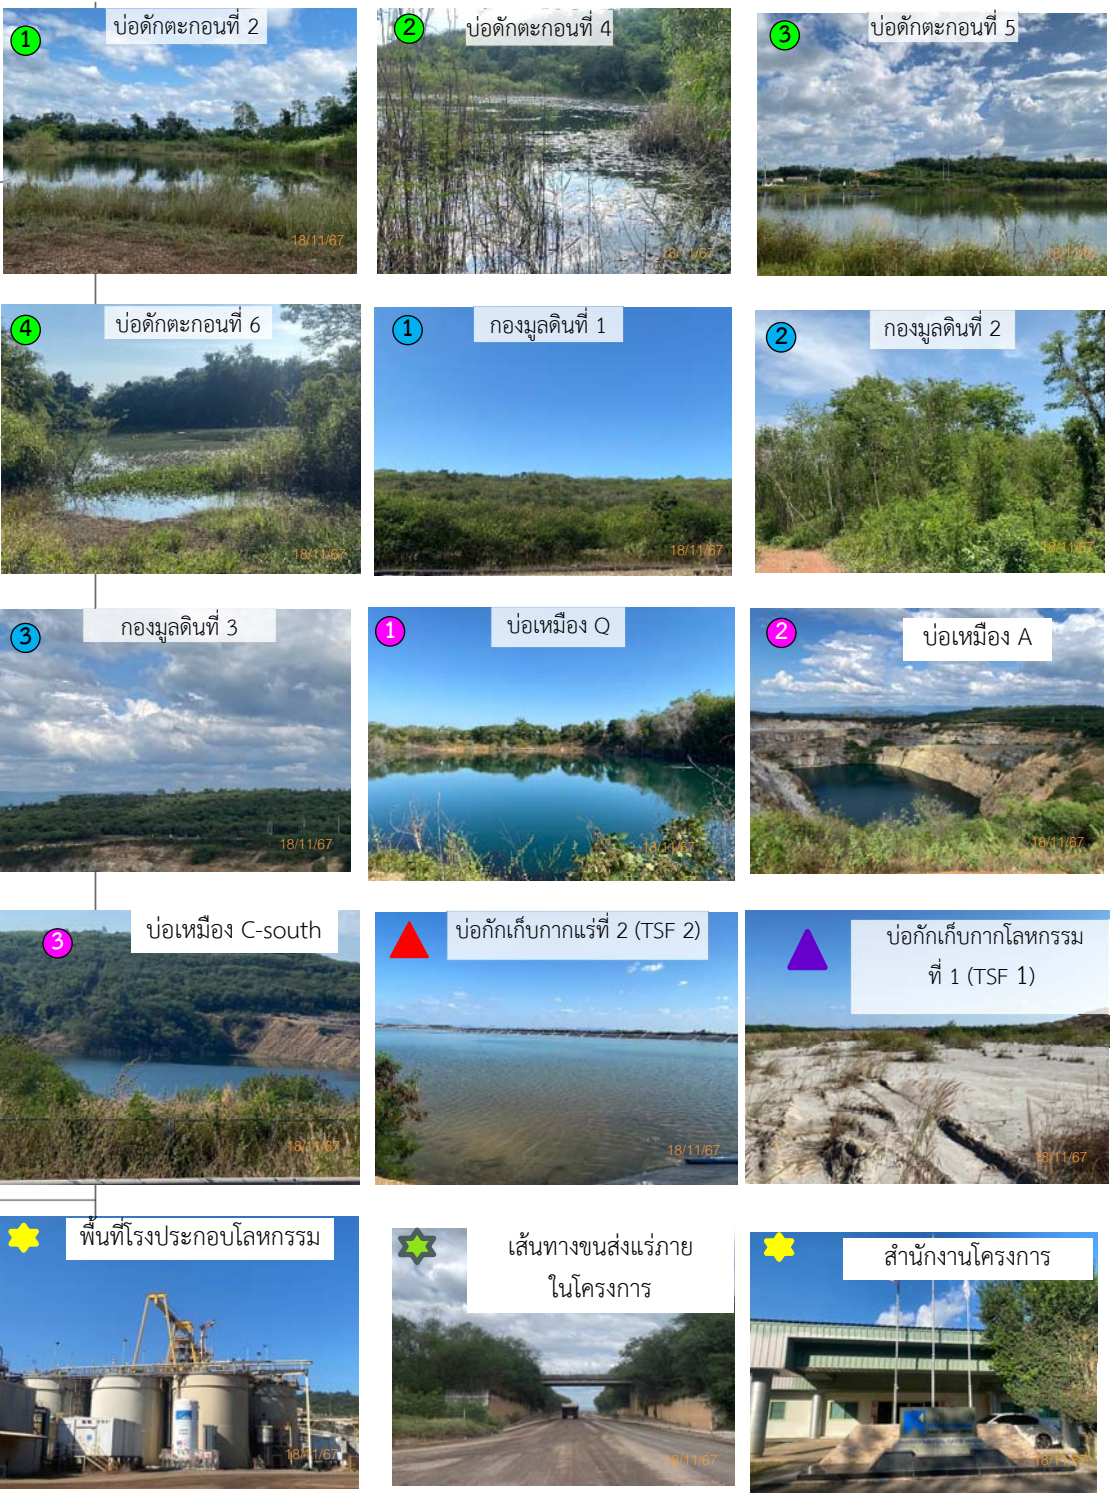 1
บ่อดักตะกอนที่ 2
18/11/67
2
บ่อดักตะกอนที่ 4
18/11/67
3
บ่อดักตะกอนที่ 5
18/11/67
4
บ่อดักตะกอนที่ 6
18/11/67
1
กองมูลดินที่ 1
18/11/67
2
กองมูลดินที่ 2
18/11/67
3
กองมูลดินที่ 3
18/11/67
1
บ่อเหมือง Q
18/11/67
2
บ่อเหมือง A
18/11/67
3
บ่อเหมือง C-south
18/11/67
บ่อกักเก็บกากแร่ที่ 2 (TSF 2)
18/11/67
บ่อกักเก็บกากโลหกรรม
ที่ 1 (TSF 1)
18/11/67
พื้นที่โรงประกอบโลหกรรม
18/11/67
เส้นทางขนส่งแร่ภาย
ในโครงการ
18/11/67
สำนักงานโครงการ
18/11/67